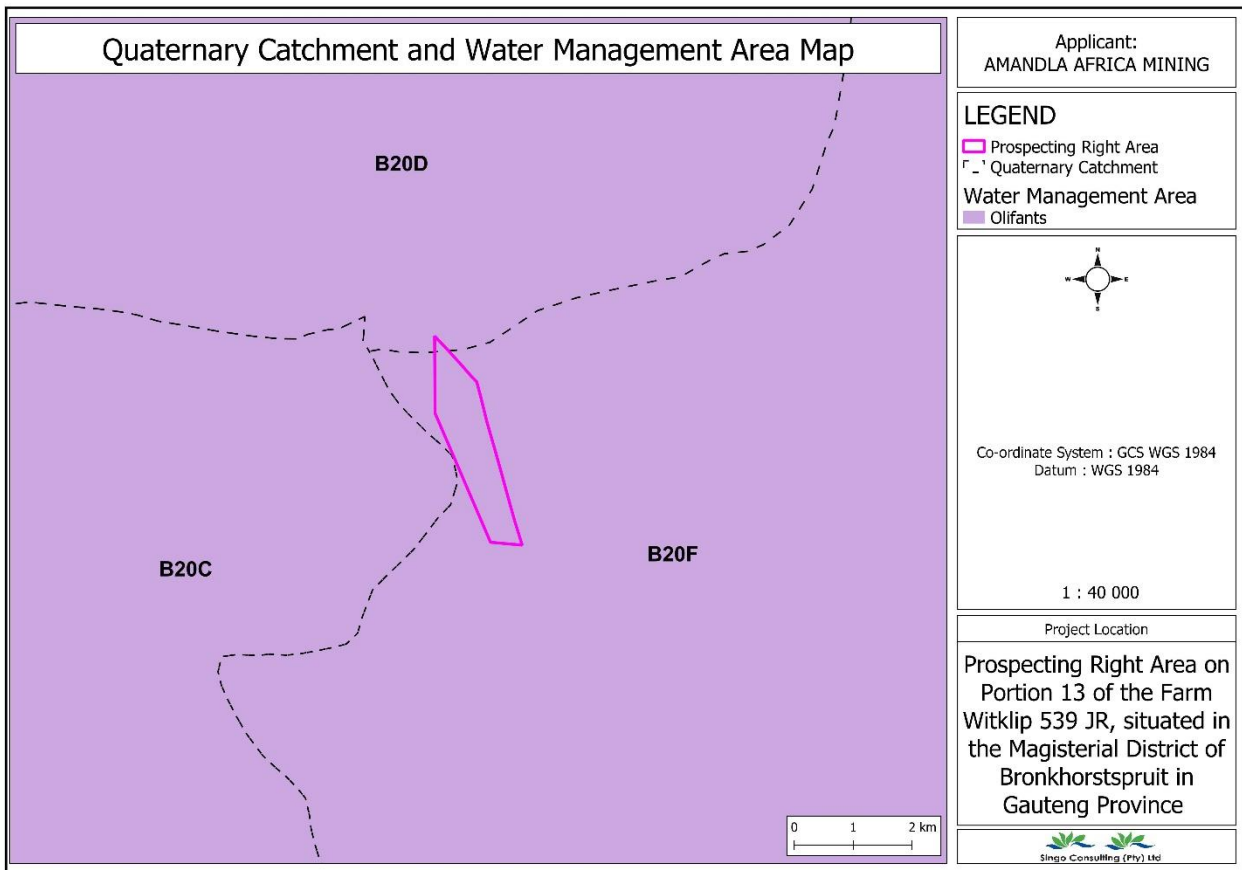 Quaternary Catchment and Water Management Area Map
B20D
B20C
B20F
0 1 2 km
Applicant:
AMANDLA AFRICA MINING
LEGEND
Prospecting Right Area
Quaternary Catchment
Water Management Area
Olifants
N
W E
S
Co-ordinate System : GCS WGS 1984
Datum : WGS 1984
1 : 40 000
Project Location
Prospecting Right Area on
Portion 13 of the Farm
Witklip 539 JR, situated in
the Magisterial District of
Bronkhorstspruit in
Gauteng Province
Singo Consulting (Pty) Ltd